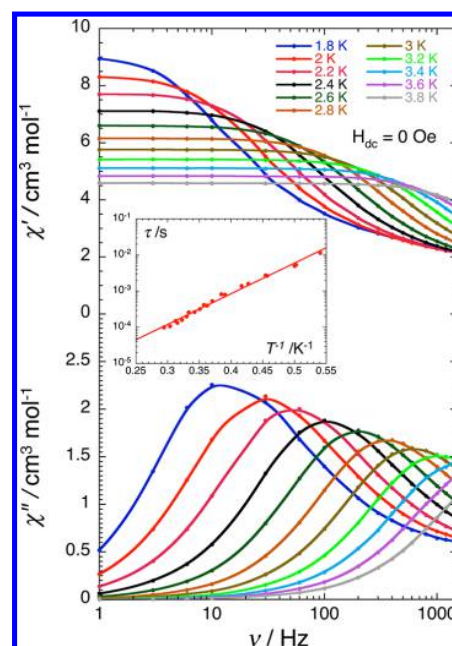 10
8
6
4
2
0
χ′ / cm³ mol⁻¹
1.8 K
2 K
2.2 K
2.4 K
2.6 K
2.8 K
3 K
3.2 K
3.4 K
3.6 K
3.8 K
H_dc = 0 Oe
τ /s
10⁻¹
10⁻²
10⁻³
10⁻⁴
10⁻⁵
0.25 0.3 0.35 0.4 0.45 0.5 0.55
T⁻¹ /K⁻¹
2.5
2
1.5
1
0.5
0
χ″ / cm³ mol⁻¹
1 10 100 1000
ν / Hz